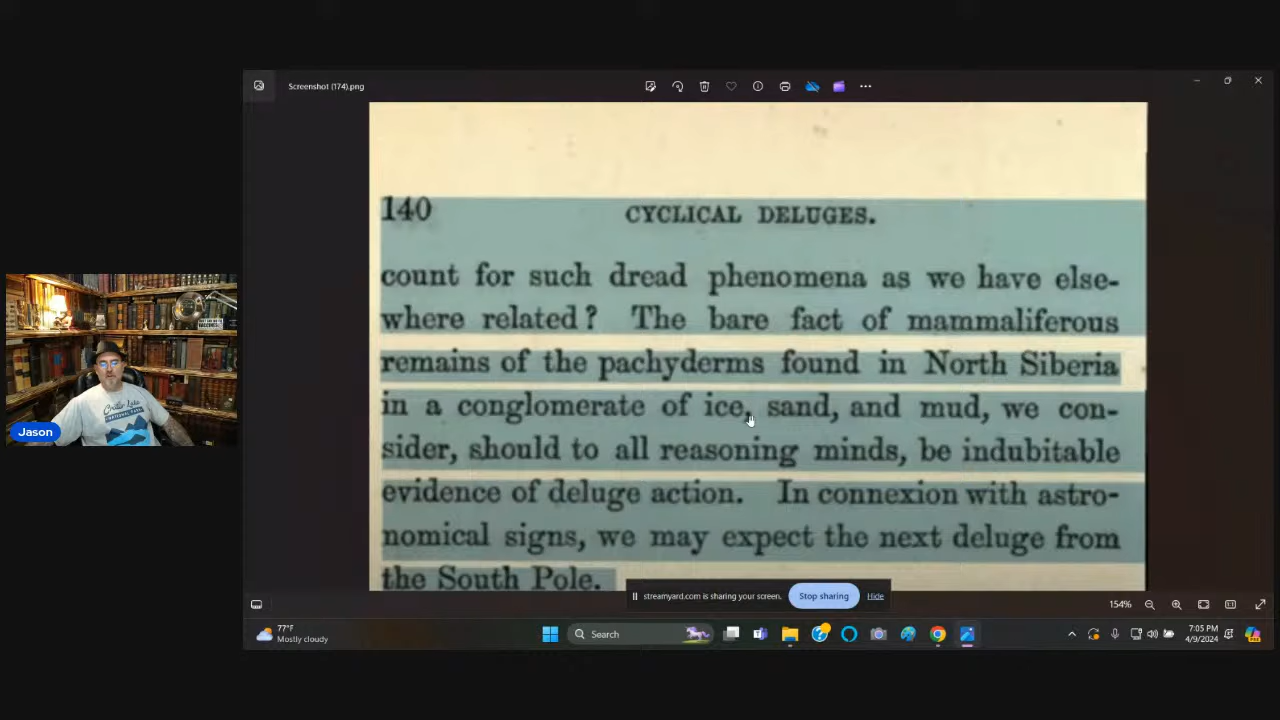 Screenshot (174).png
140 CYCLICAL DELUGES.
count for such dread phenomena as we have else-
where related? The bare fact of mammaliferous
remains of the pachyderms found in North Siberia
in a conglomerate of ice, sand, and mud, we con-
sider, should to all reasoning minds, be indubitable
evidence of deluge action. In connexion with astro-
nomical signs, we may expect the next deluge from
the South Pole.
streamyard.com is sharing your screen.
Stop sharing
Hide
154%
Jason
77°F
Mostly cloudy
Search
7:05 PM
4/9/2024